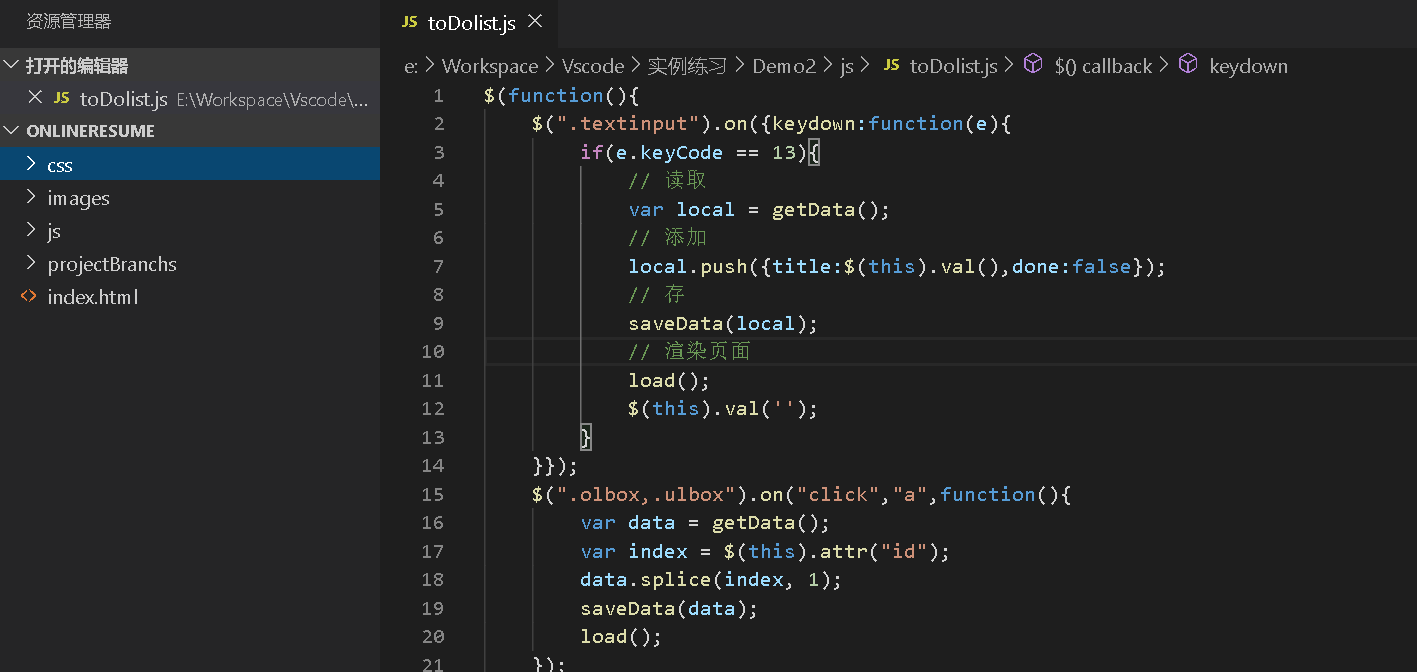 资源管理器
打开的编辑器
JS toDolist.js E:\Workspace\Vscode\...
ONLINERESUME
css
images
js
projectBranchs
index.html
JS toDolist.js
e: > Workspace > Vscode > 实例练习 > Demo2 > js > JS toDolist.js > $() callback > keydown
1 $(function(){
2 $(".textinput").on({keydown:function(e){
3 if(e.keyCode == 13){
4 // 读取
5 var local = getData();
6 // 添加
7 local.push({title:$(this).val(),done:false});
8 // 存
9 saveData(local);
10 // 渲染页面
11 load();
12 $(this).val('');
13 }
14 }});
15 $(".olbox,.ulbox").on("click","a",function(){
16 var data = getData();
17 var index = $(this).attr("id");
18 data.splice(index, 1);
19 saveData(data);
20 load();
21 });